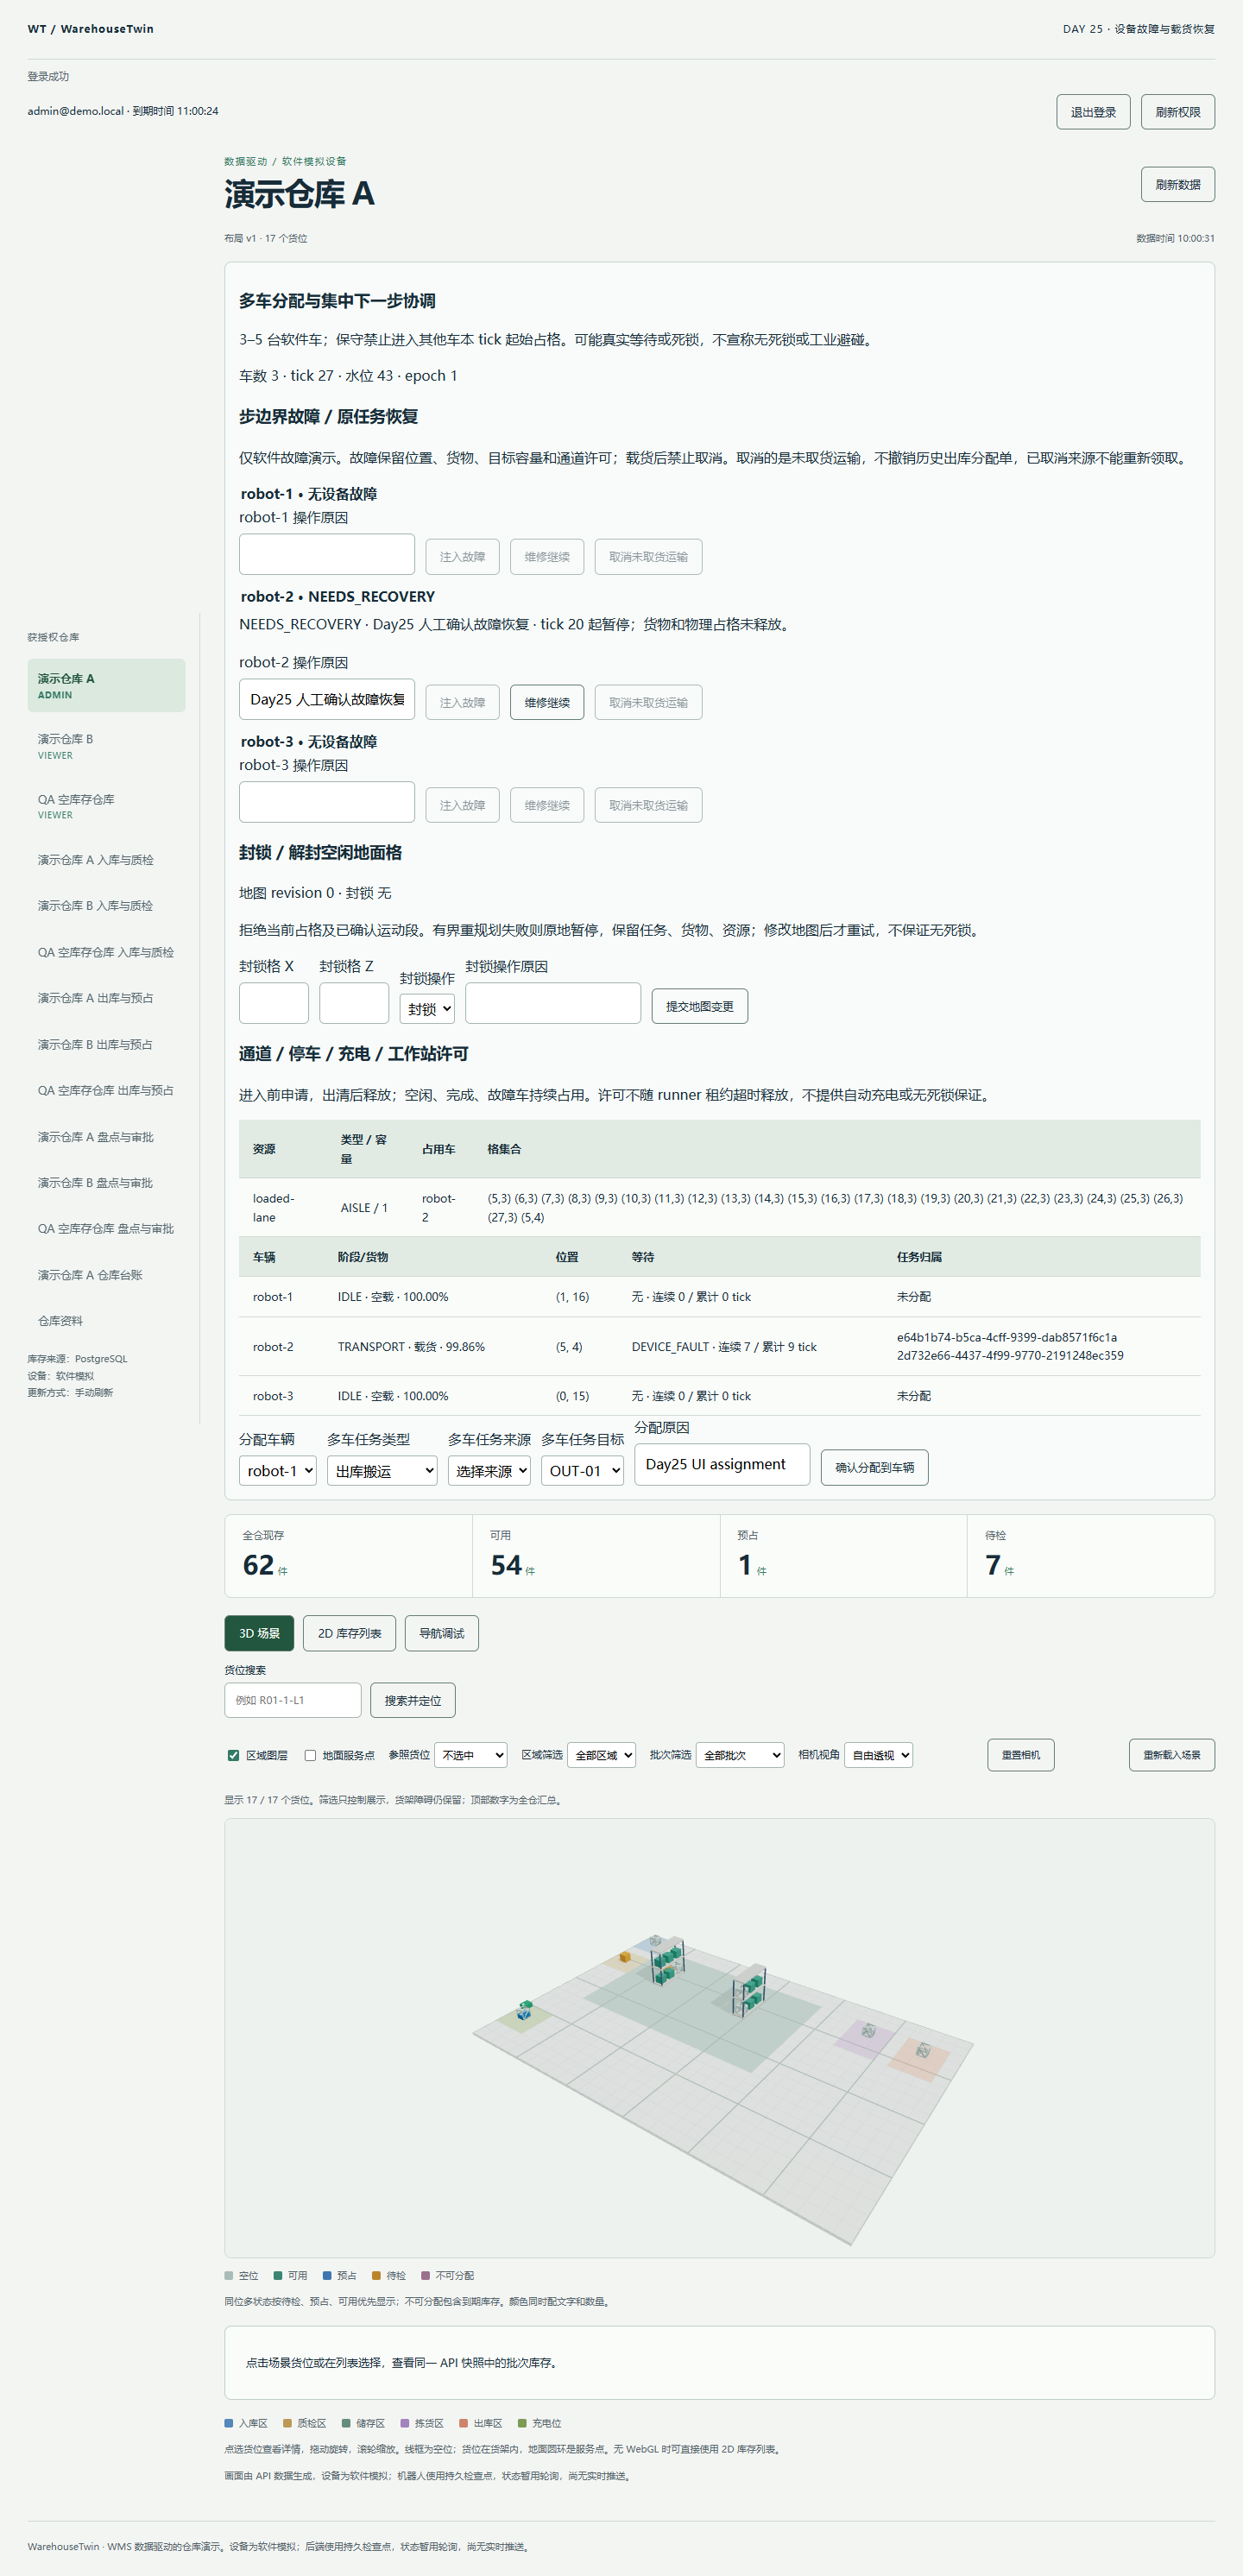 WT / WarehouseTwin
DAY 25 · 设备故障与载货恢复
登录成功
admin@demo.local · 到期时间 11:00:24
退出登录
刷新权限
获授权仓库
演示仓库 A
ADMIN
演示仓库 B
VIEWER
QA 空库存仓库
VIEWER
演示仓库 A 入库与质检
演示仓库 B 入库与质检
QA 空库存仓库 入库与质检
演示仓库 A 出库与预占
演示仓库 B 出库与预占
QA 空库存仓库 出库与预占
演示仓库 A 盘点与审批
演示仓库 B 盘点与审批
QA 空库存仓库 盘点与审批
演示仓库 A 仓库台账
仓库资料
库存来源：PostgreSQL
设备：软件模拟
更新方式：手动刷新
数据驱动 / 软件模拟设备
演示仓库 A
刷新数据
布局 v1 · 17 个货位
数据时间 10:00:31
多车分配与集中下一步协调
3–5 台软件车；保守禁止进入其他车本 tick 起始占格。可能真实等待或死锁，不宣称无死锁或工业避碰。
车数 3 · tick 27 · 水位 43 · epoch 1
步边界故障 / 原任务恢复
仅软件故障演示。故障保留位置、货物、目标容量和通道许可；载货后禁止取消。取消的是未取货运输，不撤销历史出库分配单，已取消来源不能重新领取。
robot-1 • 无设备故障
robot-1 操作原因
注入故障
维修继续
取消未取货运输
robot-2 • NEEDS_RECOVERY
NEEDS_RECOVERY · Day25 人工确认故障恢复 · tick 20 起暂停；货物和物理占格未释放。
robot-2 操作原因
Day25 人工确认故障恢复
注入故障
维修继续
取消未取货运输
robot-3 • 无设备故障
robot-3 操作原因
注入故障
维修继续
取消未取货运输
封锁 / 解封空闲地面格
地图 revision 0 · 封锁 无
拒绝当前占格及已确认运动段。有界重规划失败则原地暂停，保留任务、货物、资源；修改地图后才重试，不保证无死锁。
封锁格 X
封锁格 Z
封锁操作
封锁
封锁操作原因
提交地图变更
通道 / 停车 / 充电 / 工作站许可
进入前申请，出清后释放；空闲、完成、故障车持续占用。许可不随 runner 租约超时释放，不提供自动充电或无死锁保证。
资源 类型 / 容量 占用车 格集合
loaded-lane AISLE / 1 robot-2 (5,3) (6,3) (7,3) (8,3) (9,3) (10,3) (11,3) (12,3) (13,3) (14,3) (15,3) (16,3) (17,3) (18,3) (19,3) (20,3) (21,3) (22,3) (23,3) (24,3) (25,3) (26,3)
(27,3) (5,4)
车辆 阶段/货物 位置 等待 任务归属
robot-1 IDLE · 空载 · 100.00% (1, 16) 无 · 连续 0 / 累计 0 tick 未分配
robot-2 TRANSPORT · 载货 · 99.86% (5, 4) DEVICE_FAULT · 连续 7 / 累计 9 tick e64b1b74-b5ca-4cff-9399-dab8571f6c1a
2d732e66-4437-4f99-9770-2191248ec359
robot-3 IDLE · 空载 · 100.00% (0, 15) 无 · 连续 0 / 累计 0 tick 未分配
分配车辆
robot-1
多车任务类型
出库搬运
多车任务来源
选择来源
多车任务目标
OUT-01
分配原因
Day25 UI assignment
确认分配到车辆
全仓现存
62 件
可用
54 件
预占
1 件
待检
7 件
3D 场景
2D 库存列表
导航调试
货位搜索
例如 R01-1-L1
搜索并定位
区域图层
地面服务点
参照货位 不选中
区域筛选 全部区域
批次筛选 全部批次
相机视角 自由透视
重置相机
重新载入场景
显示 17 / 17 个货位。筛选只控制展示，货架障碍仍保留；顶部数字为全仓汇总。
空位 可用 预占 待检 不可分配
同位多状态按待检、预占、可用优先显示；不可分配包含到期库存。颜色同时配文字和数量。
点击场景货位或在列表选择，查看同一 API 快照中的批次库存。
入库区 质检区 储存区 拣货区 出库区 充电位
点选货位查看详情，拖动旋转，滚轮缩放。线框为空位；货位在货架内，地面圆环是服务点。无 WebGL 时可直接使用 2D 库存列表。
画面由 API 数据生成，设备为软件模拟；机器人使用持久检查点，状态暂用轮询，尚无实时推送。
WarehouseTwin · WMS 数据驱动的仓库演示。设备为软件模拟；后端使用持久检查点，状态暂用轮询，尚无实时推送。